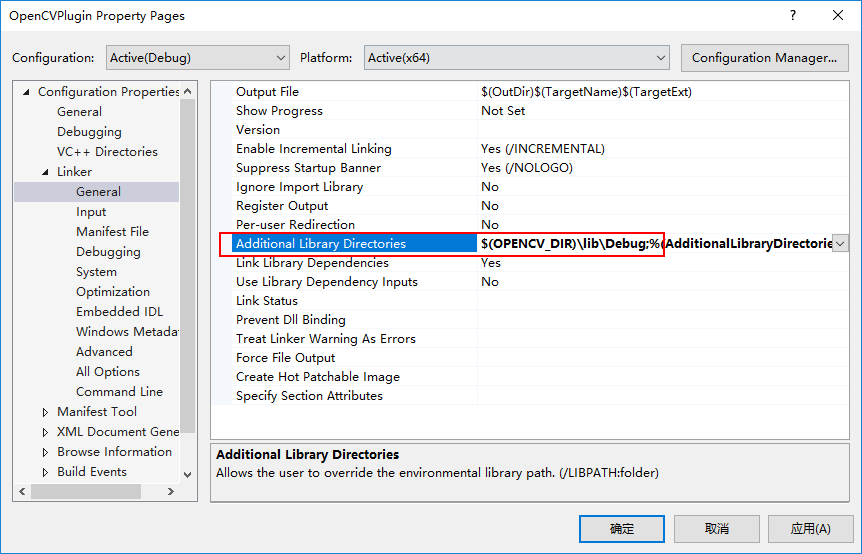 OpenCVPlugin Property Pages
?
Configuration: Active(Debug) Platform: Active(x64) Configuration Manager...
Configuration Properties
General
Debugging
VC++ Directories
Linker
General
Input
Manifest File
Debugging
System
Optimization
Embedded IDL
Windows Metada
Advanced
All Options
Command Line
Manifest Tool
XML Document Gene
Browse Information
Build Events
Output File $(OutDir)$(TargetName)$(TargetExt)
Show Progress Not Set
Version
Enable Incremental Linking Yes (/INCREMENTAL)
Suppress Startup Banner Yes (/NOLOGO)
Ignore Import Library No
Register Output No
Per-user Redirection No
Additional Library Directories $(OPENCV_DIR)\lib\Debug;%(AdditionalLibraryDirectorie
Link Library Dependencies Yes
Use Library Dependency Inputs No
Link Status
Prevent Dll Binding
Treat Linker Warning As Errors
Force File Output
Create Hot Patchable Image
Specify Section Attributes
Additional Library Directories
Allows the user to override the environmental library path. (/LIBPATH:folder)
确定 取消 应用(A)